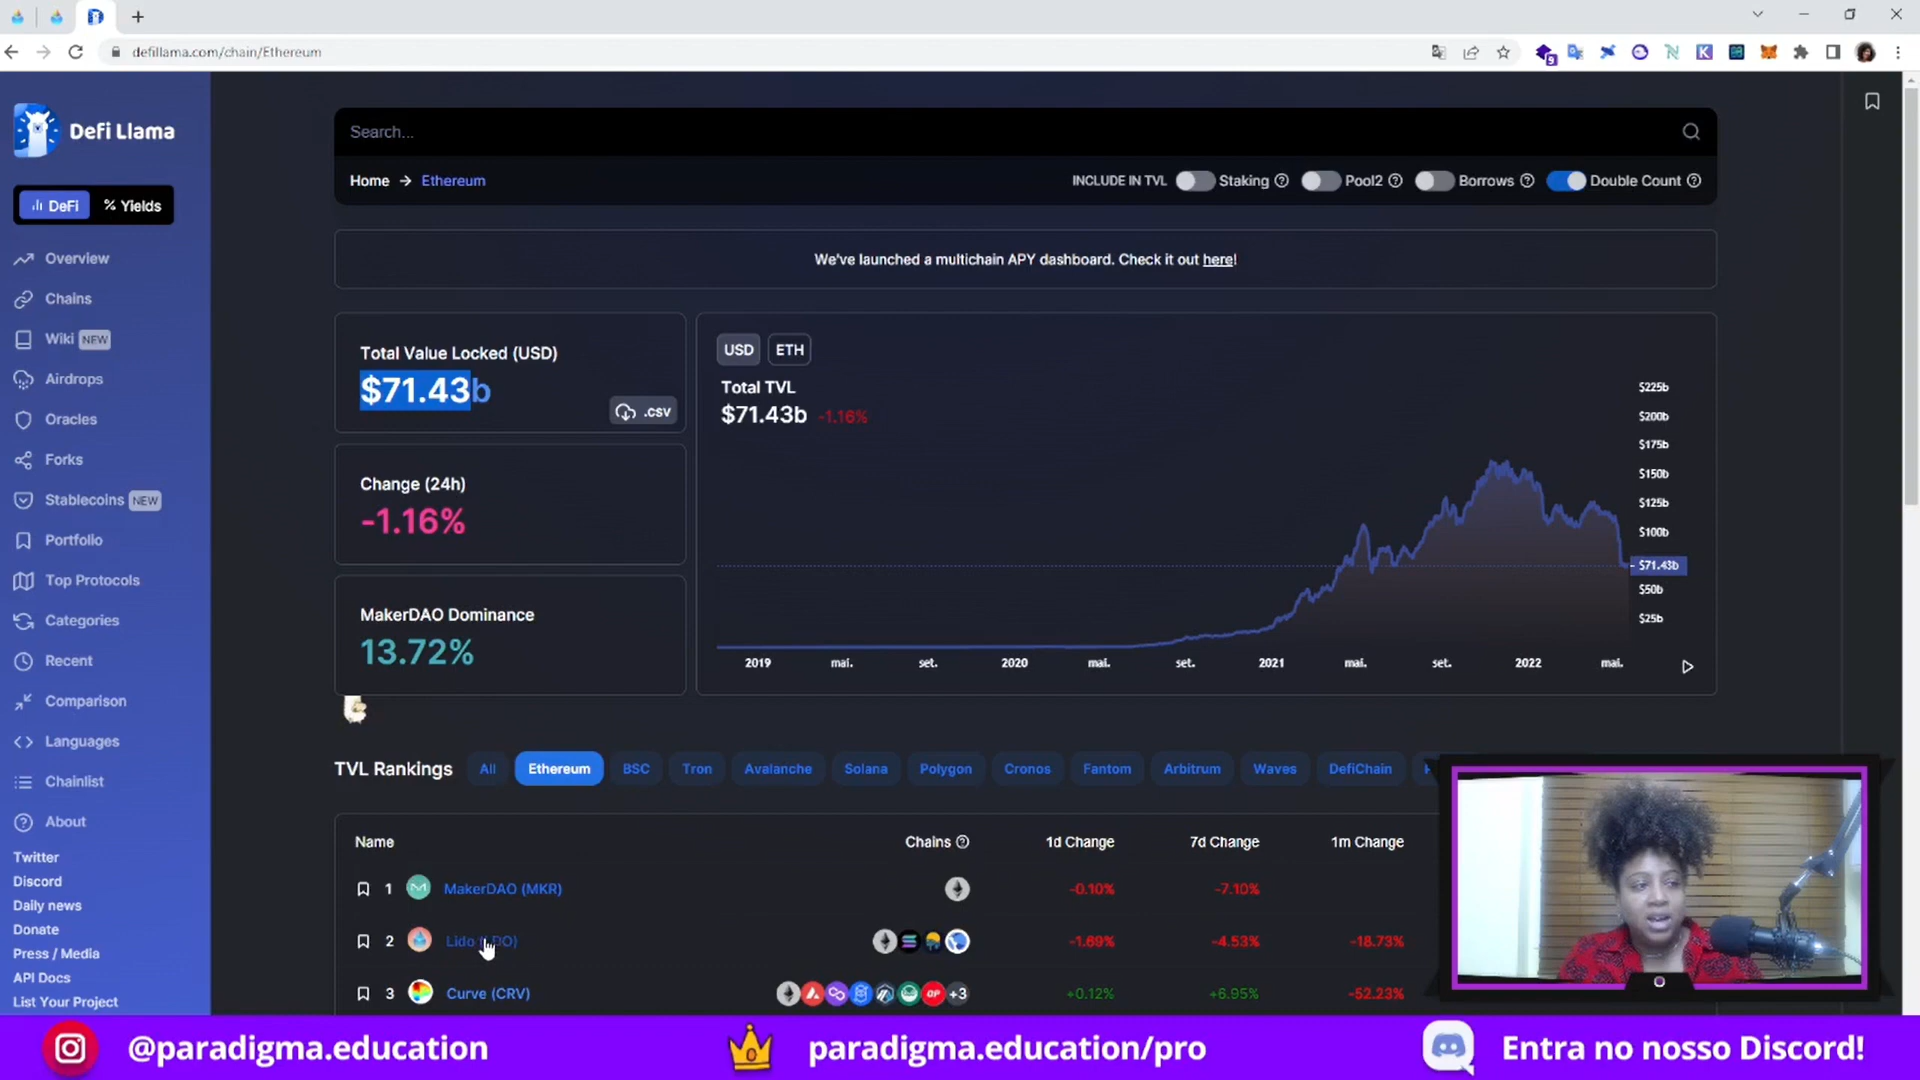 defillama.com/chain/Ethereum
9
Defi Llama
DeFi
% Yields
Overview
Chains
Wiki NEW
Airdrops
Oracles
Forks
Stablecoins NEW
Portfolio
Top Protocols
Categories
Recent
Comparison
Languages
Chainlist
About
Twitter
Discord
Daily news
Donate
Press / Media
API Docs
List Your Project
Search...
Home → Ethereum
INCLUDE IN TVL Staking Pool2 Borrows Double Count
We've launched a multichain APY dashboard. Check it out here!
Total Value Locked (USD)
$71.43b
.csv
Change (24h)
-1.16%
MakerDAO Dominance
13.72%
USD ETH
Total TVL
$71.43b -1.16%
$225b
$200b
$175b
$150b
$125b
$100b
$71.43b
$50b
$25b
2019 mai. set. 2020 mai. set. 2021 mai. set. 2022 mai.
TVL Rankings All Ethereum BSC Tron Avalanche Solana Polygon Cronos Fantom Arbitrum Waves DefiChain
Name Chains 1d Change 7d Change 1m Change
1 MakerDAO (MKR) -0.10% -7.10%
2 Lido -1.69% -4.53% -18.73%
3 Curve (CRV) +3 +0.12% +6.95% -52.23%
@paradigma.education
paradigma.education/pro
Entra no nosso Discord!